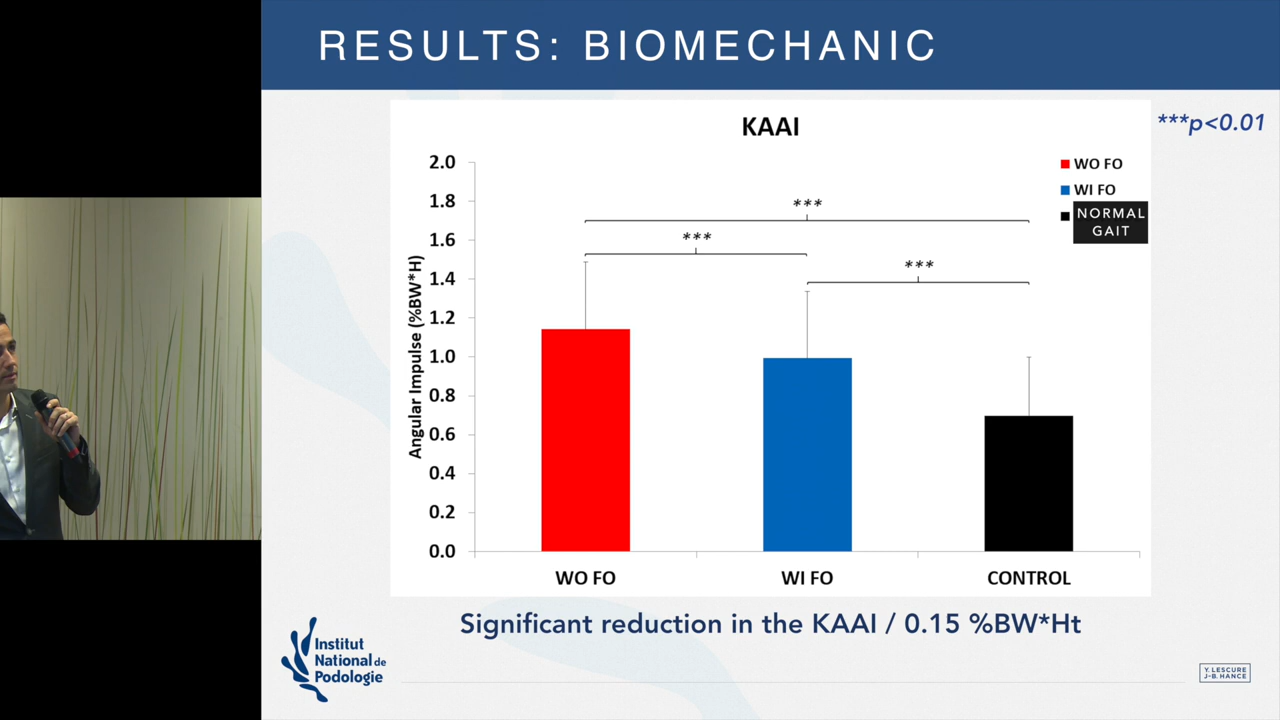 RESULTS: BIOMECHANIC
***p<0.01
KAAI
WO FO
WI FO
NORMAL
GAIT
2.0
1.8
1.6
1.4
1.2
1.0
0.8
0.6
0.4
0.2
0.0
Angular Impulse (%BW*H)
***
***
***
WO FO
WI FO
CONTROL
Significant reduction in the KAAI / 0.15 %BW*Ht
Institut
National de
Podologie
Y. LESCURE
J-B. HANCE